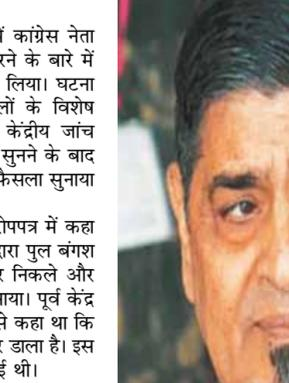 में कांग्रेस नेता
रने के बारे में
लिया। घटना
लों के विशेष
केंद्रीय जांच
सुनने के बाद
फैसला सुनाया
रोपपत्र में कहा
द्वारा पुल बंगश
निकले और
पूर्व केंद्र
से कहा था कि
डाला है। इस
ई थी।